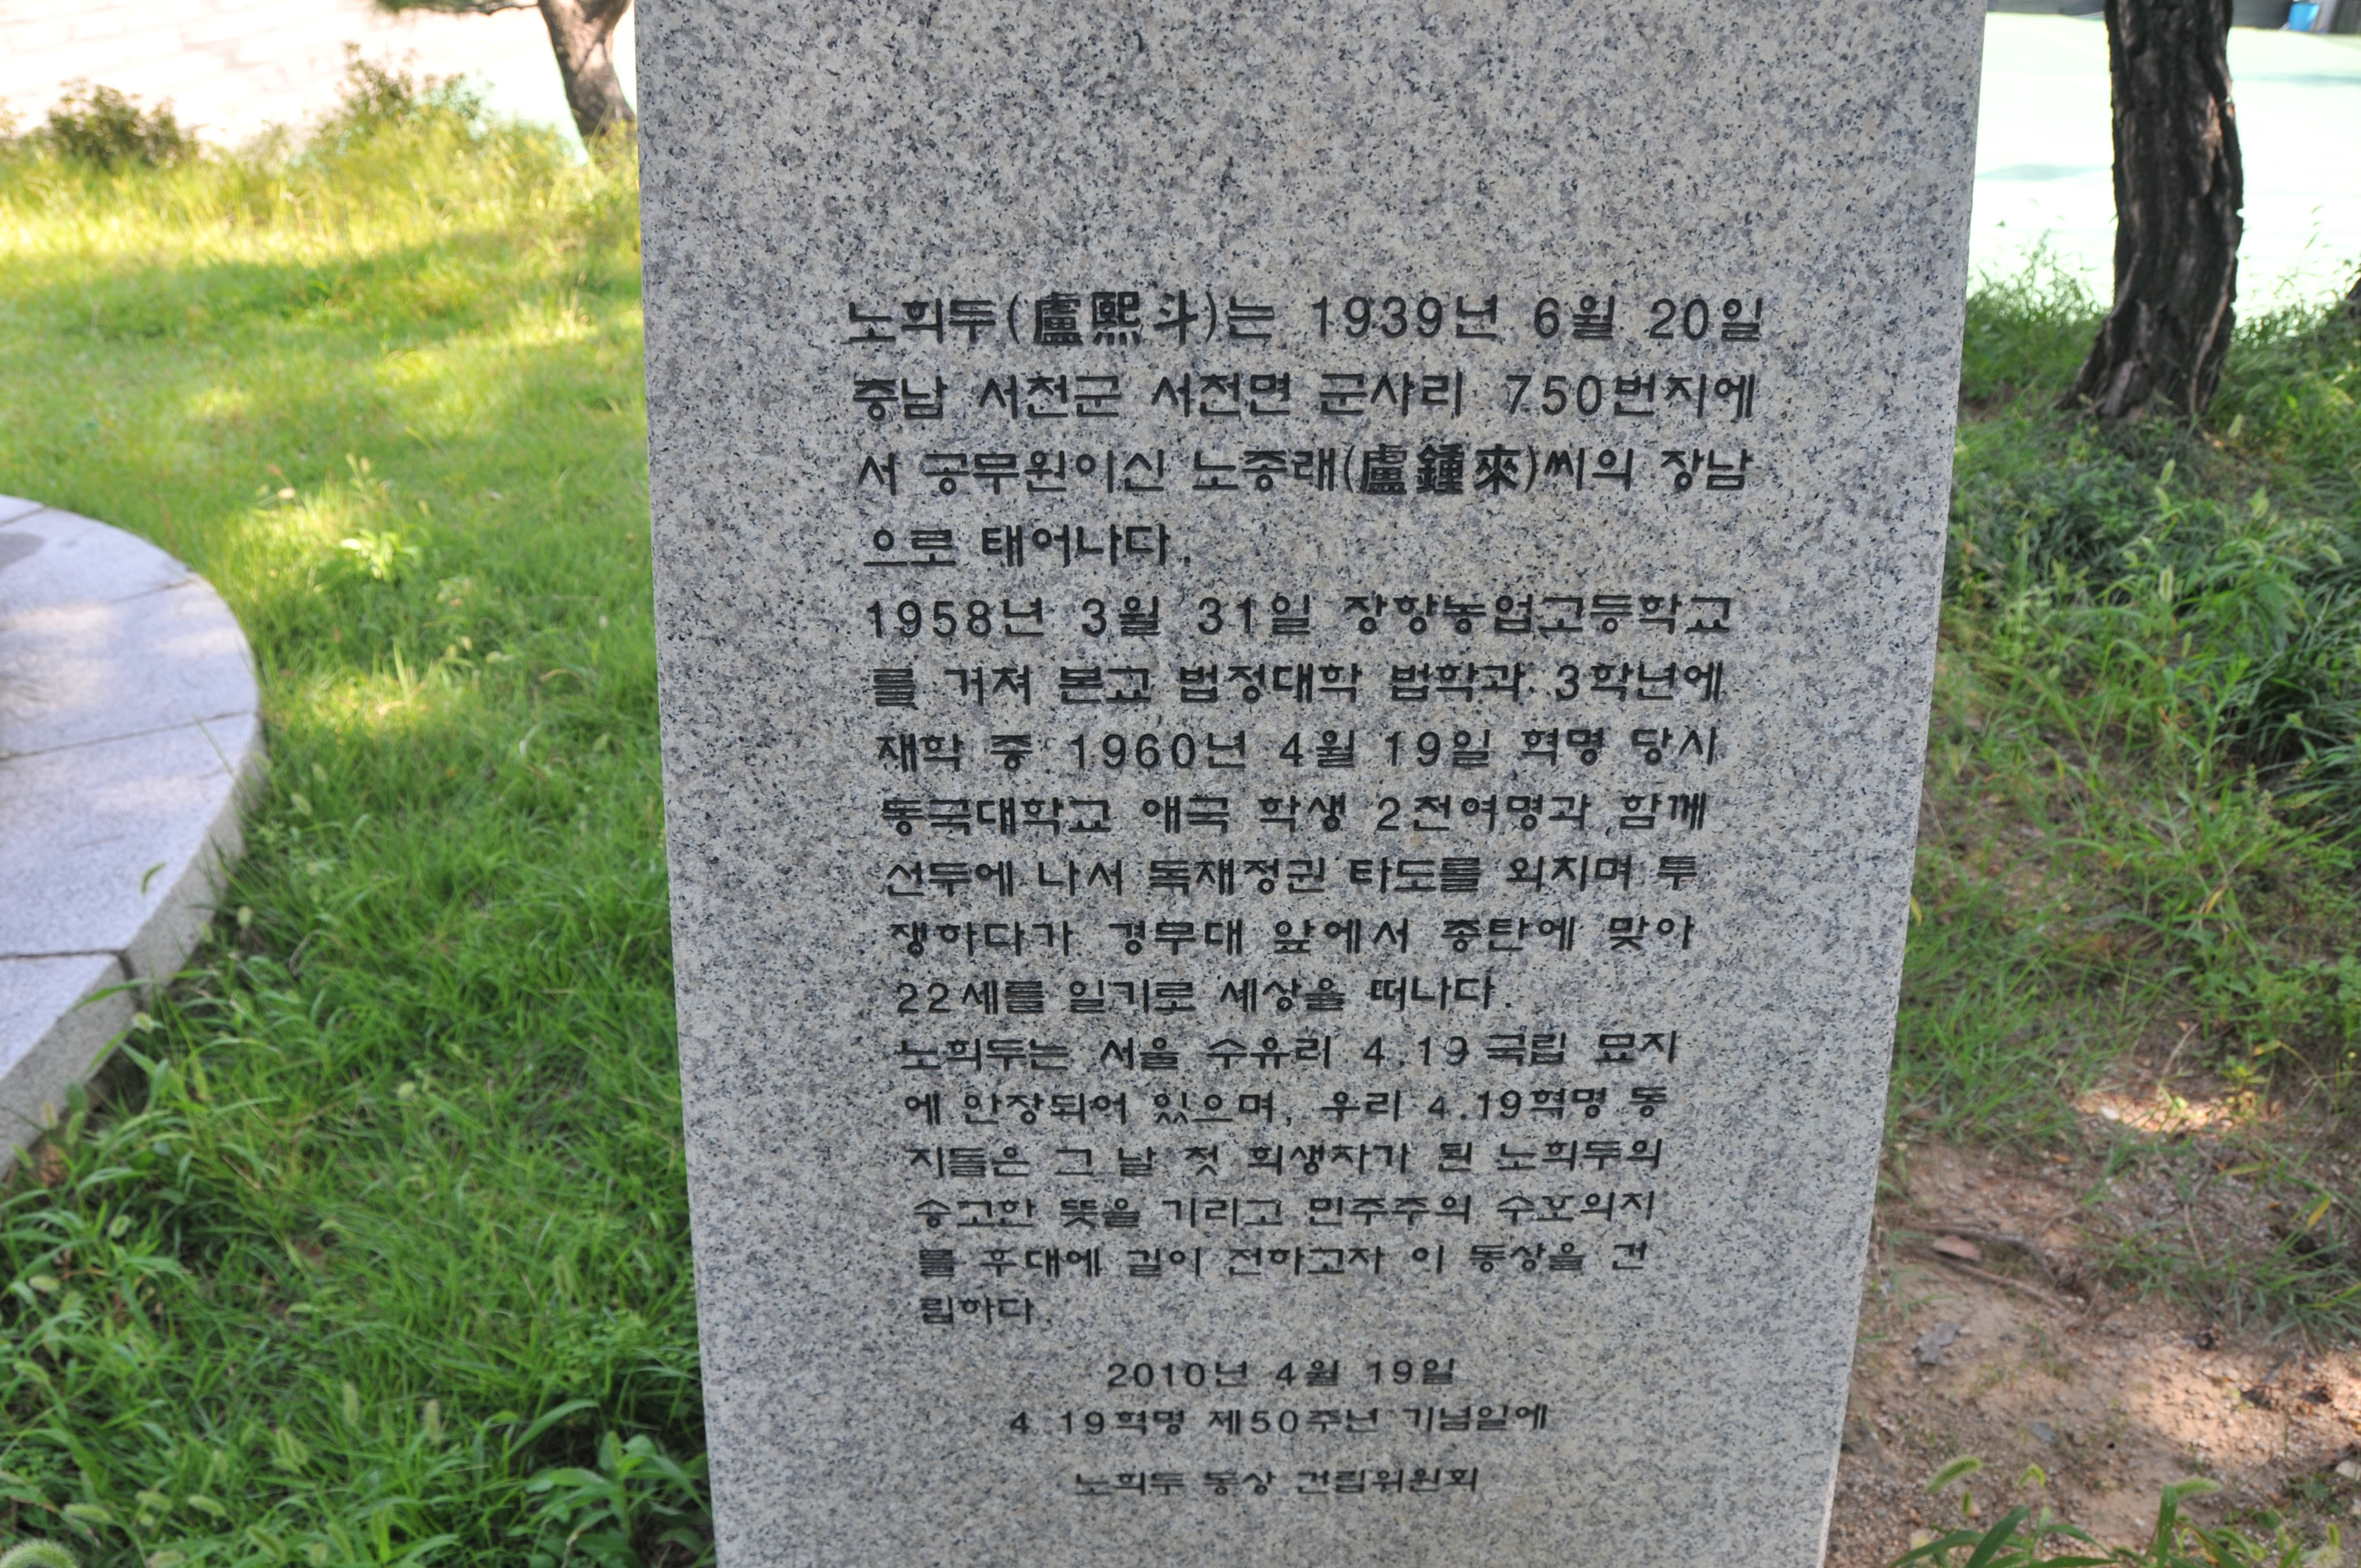 노희두(盧熙斗)는 1939년 6월 20일
충남 서천군 서천면 군사리 750번지에
서 공무원이신 노종래(盧鍾來)씨의 장남
으로 태어나다.
1958년 3월 31일 장항농업고등학교
를 거쳐 본교 법정대학 법학과 3학년에
재학 중 1960년 4월 19일 혁명 당시
동국대학교 애국 학생 2천여명과 함께
선두에 나서 독재정권 타도를 외치며 투
쟁하다가 경무대 앞에서 총탄에 맞아
22세를 일기로 세상을 떠나다.
노희두는 서울 수유리 4.19국립 묘지
에 안장되어 있으며, 우리 4.19혁명 동
지들은 그 날 첫 희생자가 된 노희두의
숭고한 뜻을 기리고 민주주의 수호의지
를 후대에 길이 전하고자 이 동상을 건
립하다.
2010년 4월 19일
4.19혁명 제50주년 기념일에
노희두 동상 건립위원회